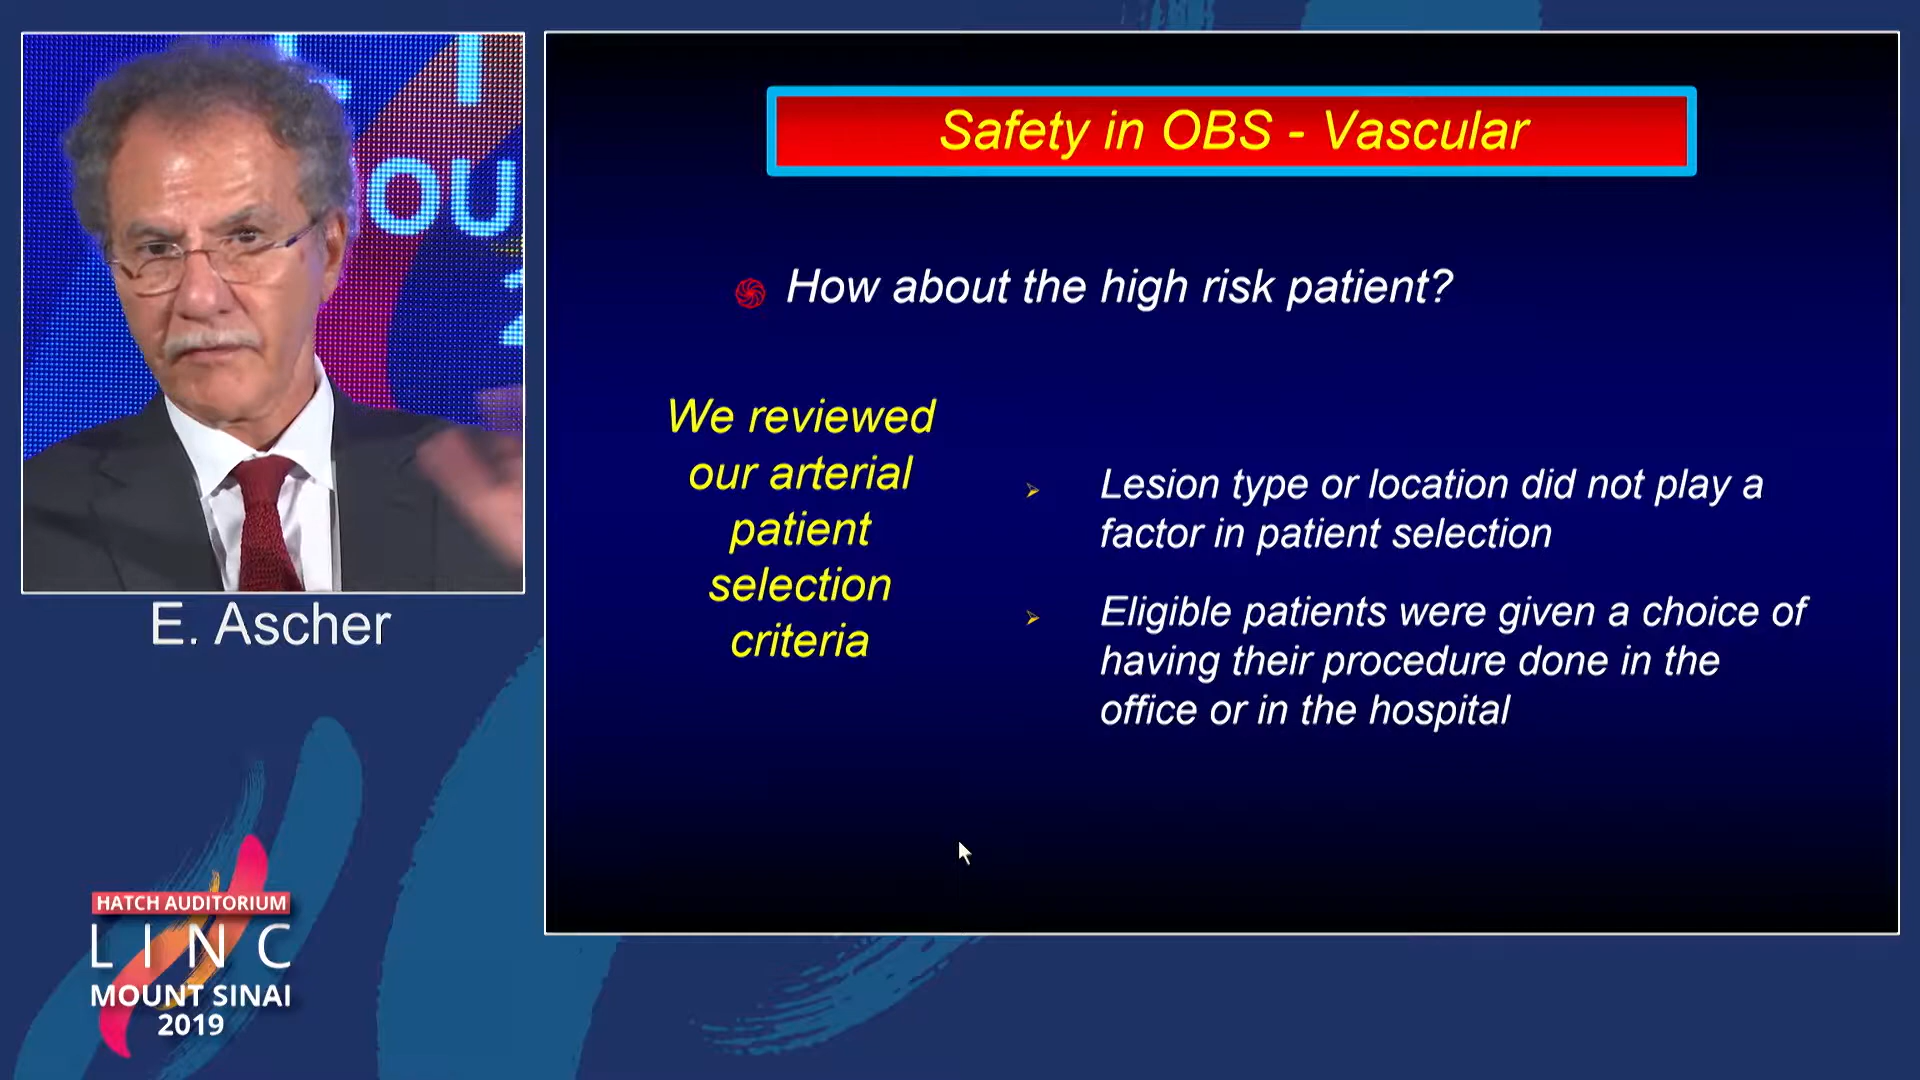 Safety in OBS - Vascular
How about the high risk patient?
We reviewed
our arterial
patient
selection
criteria
Lesion type or location did not play a
factor in patient selection
Eligible patients were given a choice of
having their procedure done in the
office or in the hospital
OU
E. Ascher
HATCH AUDITORIUM
LINC
MOUNT SINAI
2019